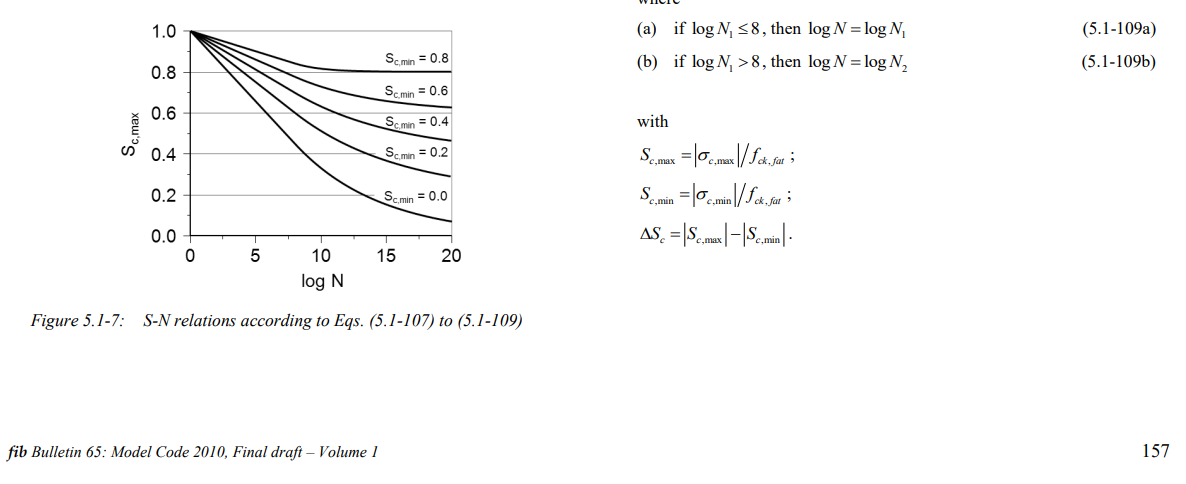 where
1.0
0.8
0.6
0.4
0.2
0.0
S_c,max
S_c,min = 0.8
S_c,min = 0.6
S_c,min = 0.4
S_c,min = 0.2
S_c,min = 0.0
0 5 10 15 20
log N
Figure 5.1-7: S-N relations according to Eqs. (5.1-107) to (5.1-109)
(a) if log N₁ ≤ 8, then log N = log N₁ (5.1-109a)
(b) if log N₁ > 8, then log N = log N₂ (5.1-109b)
with
S_c,max = |σ_c,max| / f_ck,fat ;
S_c,min = |σ_c,min| / f_ck,fat ;
ΔS_c = |S_c,max| − |S_c,min| .
fib Bulletin 65: Model Code 2010, Final draft – Volume 1
157